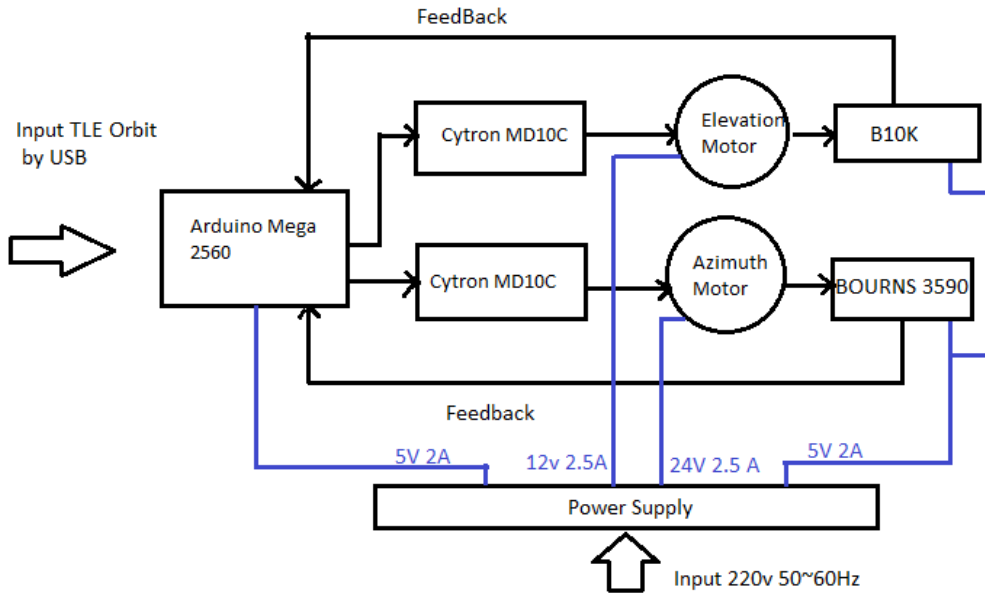 FeedBack
Input TLE Orbit
by USB
Cytron MD10C
Elevation
Motor
B10K
Arduino Mega
2560
Cytron MD10C
Azimuth
Motor
BOURNS 3590
Feedback
5V 2A
12v 2.5A
24V 2.5 A
5V 2A
Power Supply
Input 220v 50~60Hz